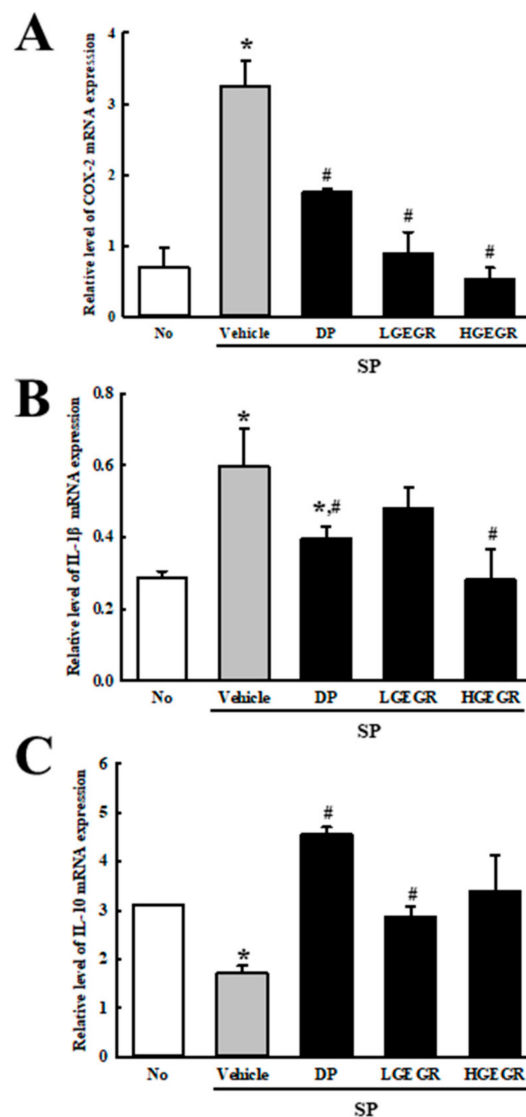 A
Relative level of COX-2 mRNA expression
4
3
2
1
0
*
#
#
#
No Vehicle DP LGEGR HGEGR
SP
B
Relative level of IL-1β mRNA expression
0.8
0.6
0.4
0.2
0.0
*
*,#
#
No Vehicle DP LGEGR HGEGR
SP
C
Relative level of IL-10 mRNA expression
6
5
4
3
2
1
0
*
#
#
No Vehicle DP LGEGR HGEGR
SP